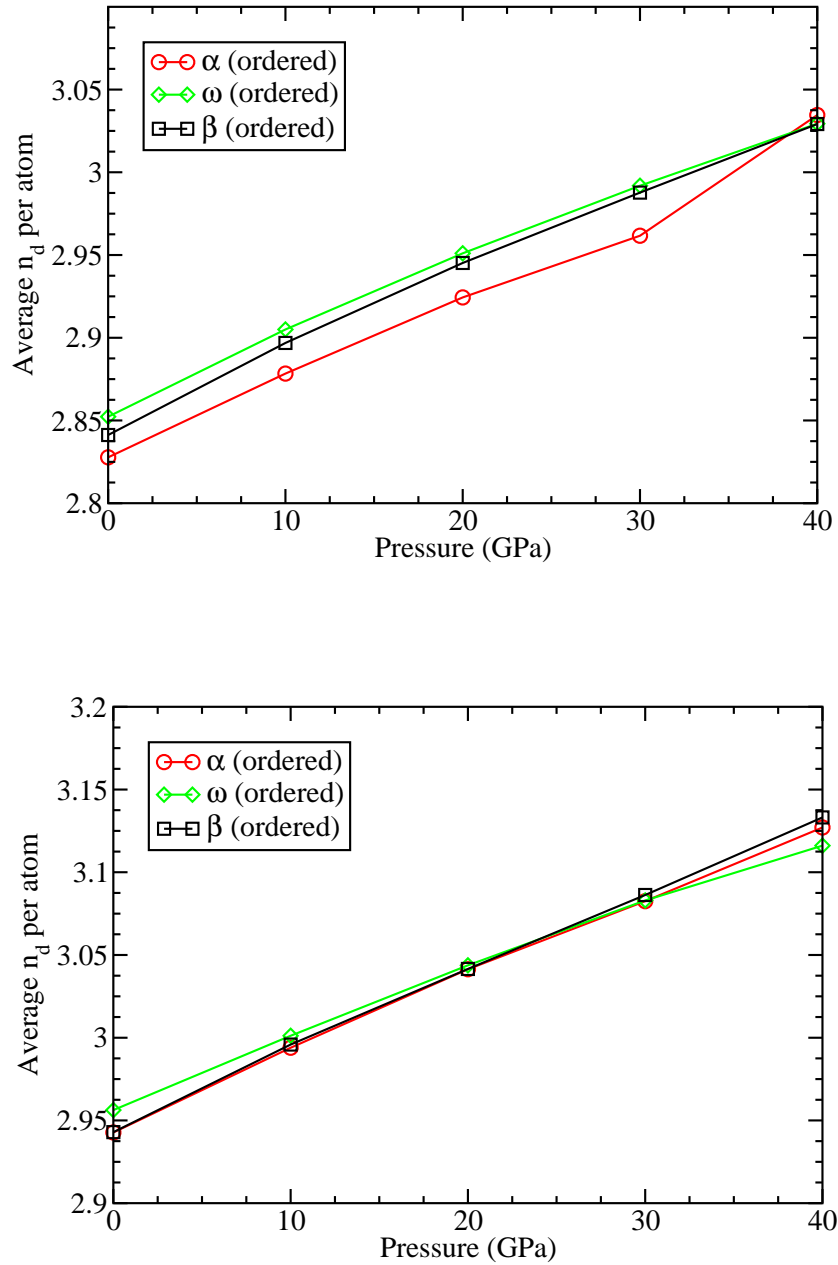 3.05
3
2.95
2.9
2.85
2.8
Average n_d per atom
α (ordered)
ω (ordered)
β (ordered)
0 10 20 30 40
Pressure (GPa)
3.2
3.15
3.1
3.05
3
2.95
2.9
Average n_d per atom
α (ordered)
ω (ordered)
β (ordered)
0 10 20 30 40
Pressure (GPa)